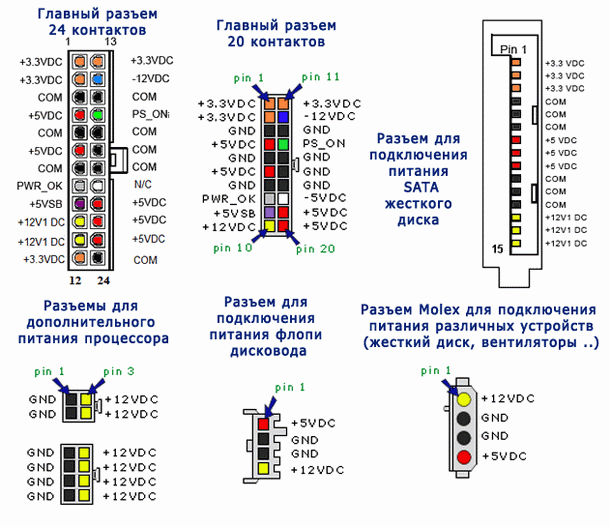 Главный разъем
24 контактов
1 13
+3.3VDC +3.3VDC
+3.3VDC -12VDC
COM COM
+5VDC PS_ONi
COM COM
+5VDC COM
COM COM
PWR_OK N/C
+5VSB +5VDC
+12V1 DC +5VDC
+12V1 DC +5VDC
+3.3VDC COM
12 24
Главный разъем
20 контактов
pin 1 pin 11
+3.3VDC +3.3VDC
+3.3VDC -12VDC
GND GND
+5VDC PS_ON
GND GND
+5VDC GND
GND GND
PWR_OK -5VDC
+5VSB +5VDC
+12VDC +5VDC
pin 10 pin 20
Разъем для
подключения
питания
SATA
жесткого
диска
Pin 1
+3.3 VDC
+3.3 VDC
+3.3 VDC
COM
COM
COM
+5 VDC
+5 VDC
+5 VDC
COM
COM
COM
+12V1 DC
+12V1 DC
+12V1 DC
15
Разъемы для
дополнительного
питания процессора
pin 1 pin 3
GND +12VDC
GND +12VDC
GND +12VDC
GND +12VDC
GND +12VDC
GND +12VDC
Разъем для
подключения
питания флопи
дисковода
pin 1
+5VDC
GND
GND
+12VDC
Разъем Molex для подключения
питания различных устройств
(жесткий диск, вентиляторы ..)
pin 1
+12VDC
GND
GND
+5VDC